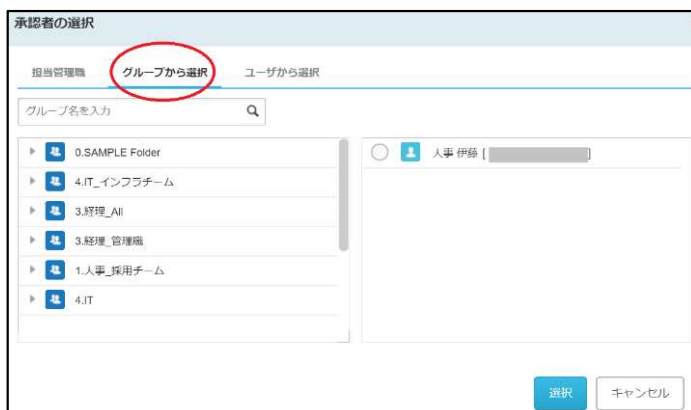 承認者の選択
担当管理職 グループから選択 ユーザから選択
グループ名を入力
0.SAMPLE Folder
4.IT_インフラチーム
3.経理_All
3.経理_管理職
1.人事_採用チーム
4.IT
人事 伊藤 [ ]
選択 キャンセル